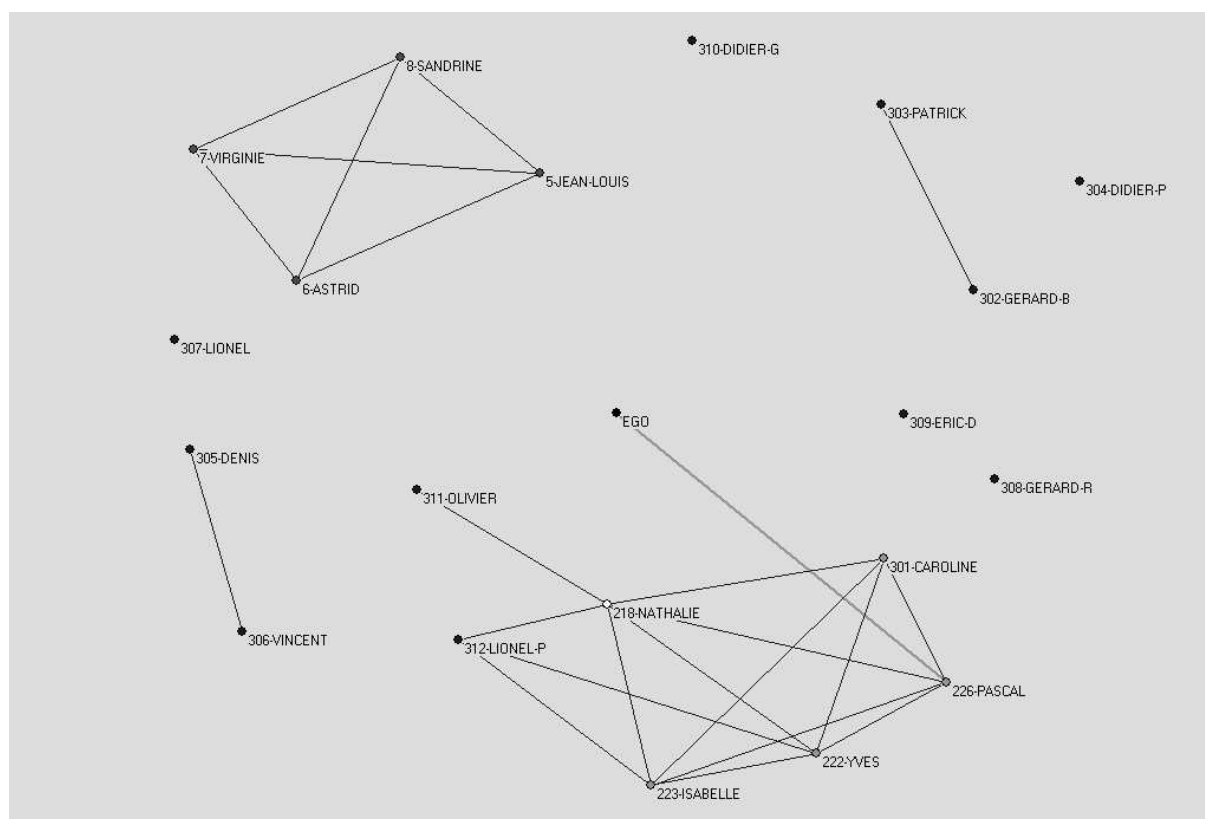 310-DIDIER-G
8-SANDRINE
303-PATRICK
7-VIRGINIE
5-JEAN-LOUIS
304-DIDIER-P
6-ASTRID
302-GERARD-B
307-LIONEL
EGO
309-ERIC-D
305-DENIS
308-GERARD-R
311-OLIVIER
301-CAROLINE
218-NATHALIE
306-VINCENT
312-LIONEL-P
226-PASCAL
222-YVES
223-ISABELLE